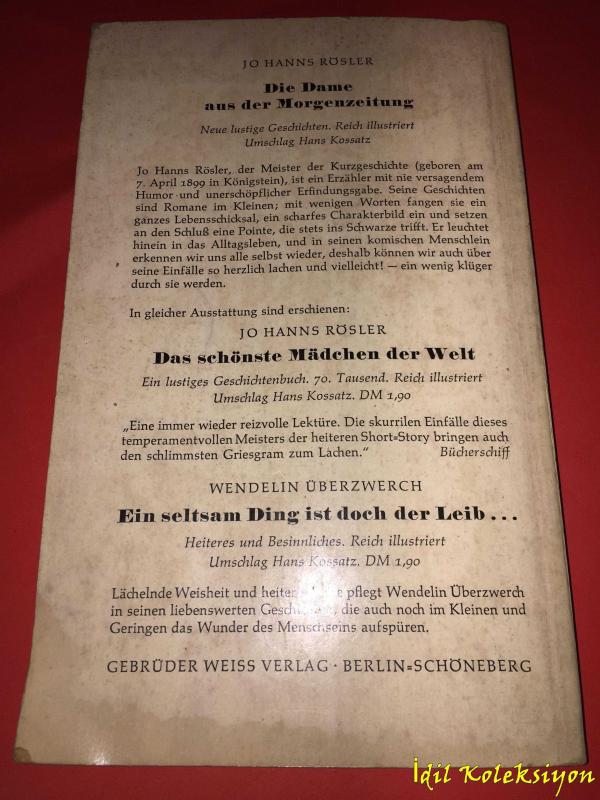 JO HANNS RÖSLER
Die Dame
aus der Morgenzeitung
Neue lustige Geschichten. Reich illustriert
Umschlag Hans Kossatz
Jo Hanns Rösler, der Meister der Kurzgeschichte (geboren am
7. April 1899 in Königstein), ist ein Erzähler mit nie versagendem
Humor und unerschöpflicher Erfindungsgabe. Seine Geschichten
sind Romane im Kleinen; mit wenigen Worten fangen sie ein
ganzes Lebensschicksal, ein scharfes Charakterbild ein und setzen
an den Schluß eine Pointe, die stets ins Schwarze trifft. Er leuchtet
hinein in das Alltagsleben, und in seinen komischen Menschlein
erkennen wir uns alle selbst wieder, deshalb können wir auch über
seine Einfälle so herzlich lachen und vielleicht! — ein wenig klüger
durch sie werden.
In gleicher Ausstattung sind erschienen:
JO HANNS RÖSLER
Das schönste Mädchen der Welt
Ein lustiges Geschichtenbuch. 70. Tausend. Reich illustriert
Umschlag Hans Kossatz. DM 1,90
„Eine immer wieder reizvolle Lektüre. Die skurrilen Einfälle dieses
temperamentvollen Meisters der heiteren Short=Story bringen auch
den schlimmsten Griesgram zum Lachen.“ Bücherschiff
WENDELIN ÜBERZWERCH
Ein seltsam Ding ist doch der Leib . . .
Heiteres und Besinnliches. Reich illustriert
Umschlag Hans Kossatz. DM 1,90
Lächelnde Weisheit und heitere pflegt Wendelin Überzwerch
in seinen liebenswerten die auch noch im Kleinen und
Geringen das Wunder des Menschseins aufspüren.
GEBRÜDER WEISS VERLAG · BERLIN=SCHÖNEBERG
İdil Koleksiyon